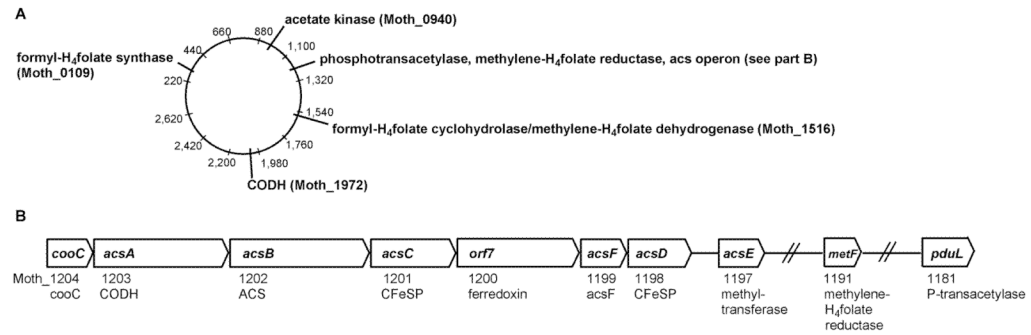 A
660
880
acetate kinase (Moth_0940)
440
1,100
formyl-H4folate synthase
(Moth_0109)
phosphotransacetylase, methylene-H4folate reductase, acs operon (see part B)
220
1,320
2,620
1,540
formyl-H4folate cyclohydrolase/methylene-H4folate dehydrogenase (Moth_1516)
2,420
1,760
2,200
1,980
CODH (Moth_1972)
B
cooC acsA acsB acsC orf7 acsF acsD acsE metF pduL
Moth_1204 1203 1202 1201 1200 1199 1198 1197 1191 1181
cooC CODH ACS CFeSP ferredoxin acsF CFeSP methyl- methylene- P-transacetylase
transferase H4folate
reductase